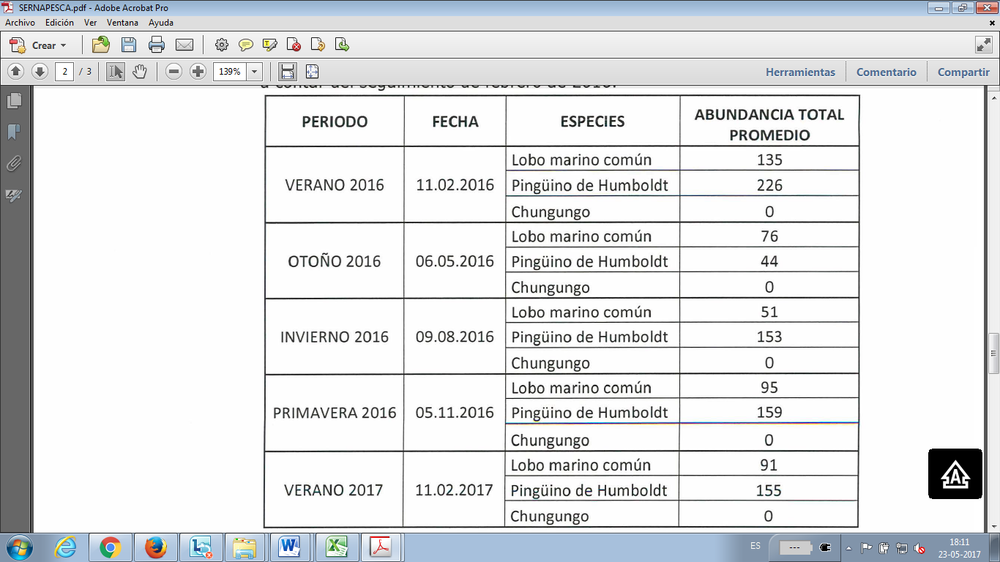 SERNAPESCA.pdf - Adobe Acrobat Pro
Archivo Edición Ver Ventana Ayuda
Crear
2 / 3 139% Herramientas Comentario Compartir
a contar del seguimiento de febrero de 2016.
PERIODO FECHA ESPECIES ABUNDANCIA TOTAL PROMEDIO
VERANO 2016 11.02.2016 Lobo marino común 135
Pingüino de Humboldt 226
Chungungo 0
OTOÑO 2016 06.05.2016 Lobo marino común 76
Pingüino de Humboldt 44
Chungungo 0
INVIERNO 2016 09.08.2016 Lobo marino común 51
Pingüino de Humboldt 153
Chungungo 0
PRIMAVERA 2016 05.11.2016 Lobo marino común 95
Pingüino de Humboldt 159
Chungungo 0
VERANO 2017 11.02.2017 Lobo marino común 91
Pingüino de Humboldt 155
Chungungo 0
ES --- 18:11
23-05-2017